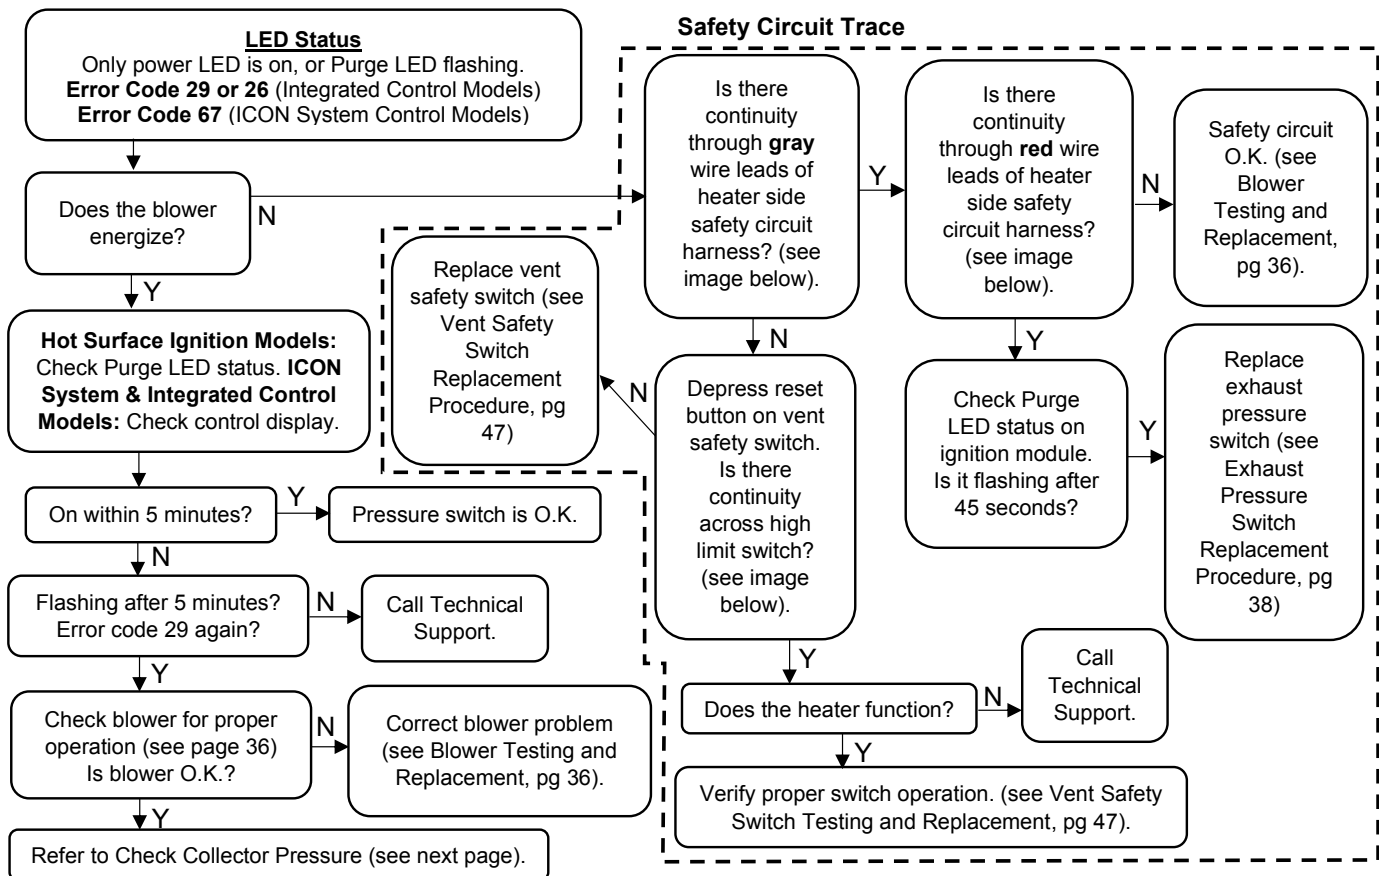 Safety Circuit Trace
LED Status
Only power LED is on, or Purge LED flashing.
Error Code 29 or 26 (Integrated Control Models)
Error Code 67 (ICON System Control Models)
Does the blower
energize?
N
Y
Hot Surface Ignition Models:
Check Purge LED status. ICON
System & Integrated Control
Models: Check control display.
On within 5 minutes?
Y
Pressure switch is O.K.
N
Flashing after 5 minutes?
Error code 29 again?
N
Call Technical
Support.
Y
Check blower for proper
operation (see page 36)
Is blower O.K.?
N
Correct blower problem
(see Blower Testing and
Replacement, pg 36).
Y
Refer to Check Collector Pressure (see next page).
Is there
continuity
through gray
wire leads of
heater side
safety circuit
harness? (see
image below).
Y
Is there
continuity
through red wire
leads of heater
side safety
circuit harness?
(see image
below).
N
Safety circuit
O.K. (see
Blower
Testing and
Replacement,
pg 36).
Y
Check Purge
LED status on
ignition module.
Is it flashing after
45 seconds?
Y
Replace
exhaust
pressure
switch (see
Exhaust
Pressure
Switch
Replacement
Procedure, pg
38)
N
Depress reset
button on vent
safety switch.
Is there
continuity
across high
limit switch?
(see image
below).
N
Replace vent
safety switch (see
Vent Safety
Switch
Replacement
Procedure, pg
47)
Y
Does the heater function?
N
Call
Technical
Support.
Y
Verify proper switch operation. (see Vent Safety
Switch Testing and Replacement, pg 47).